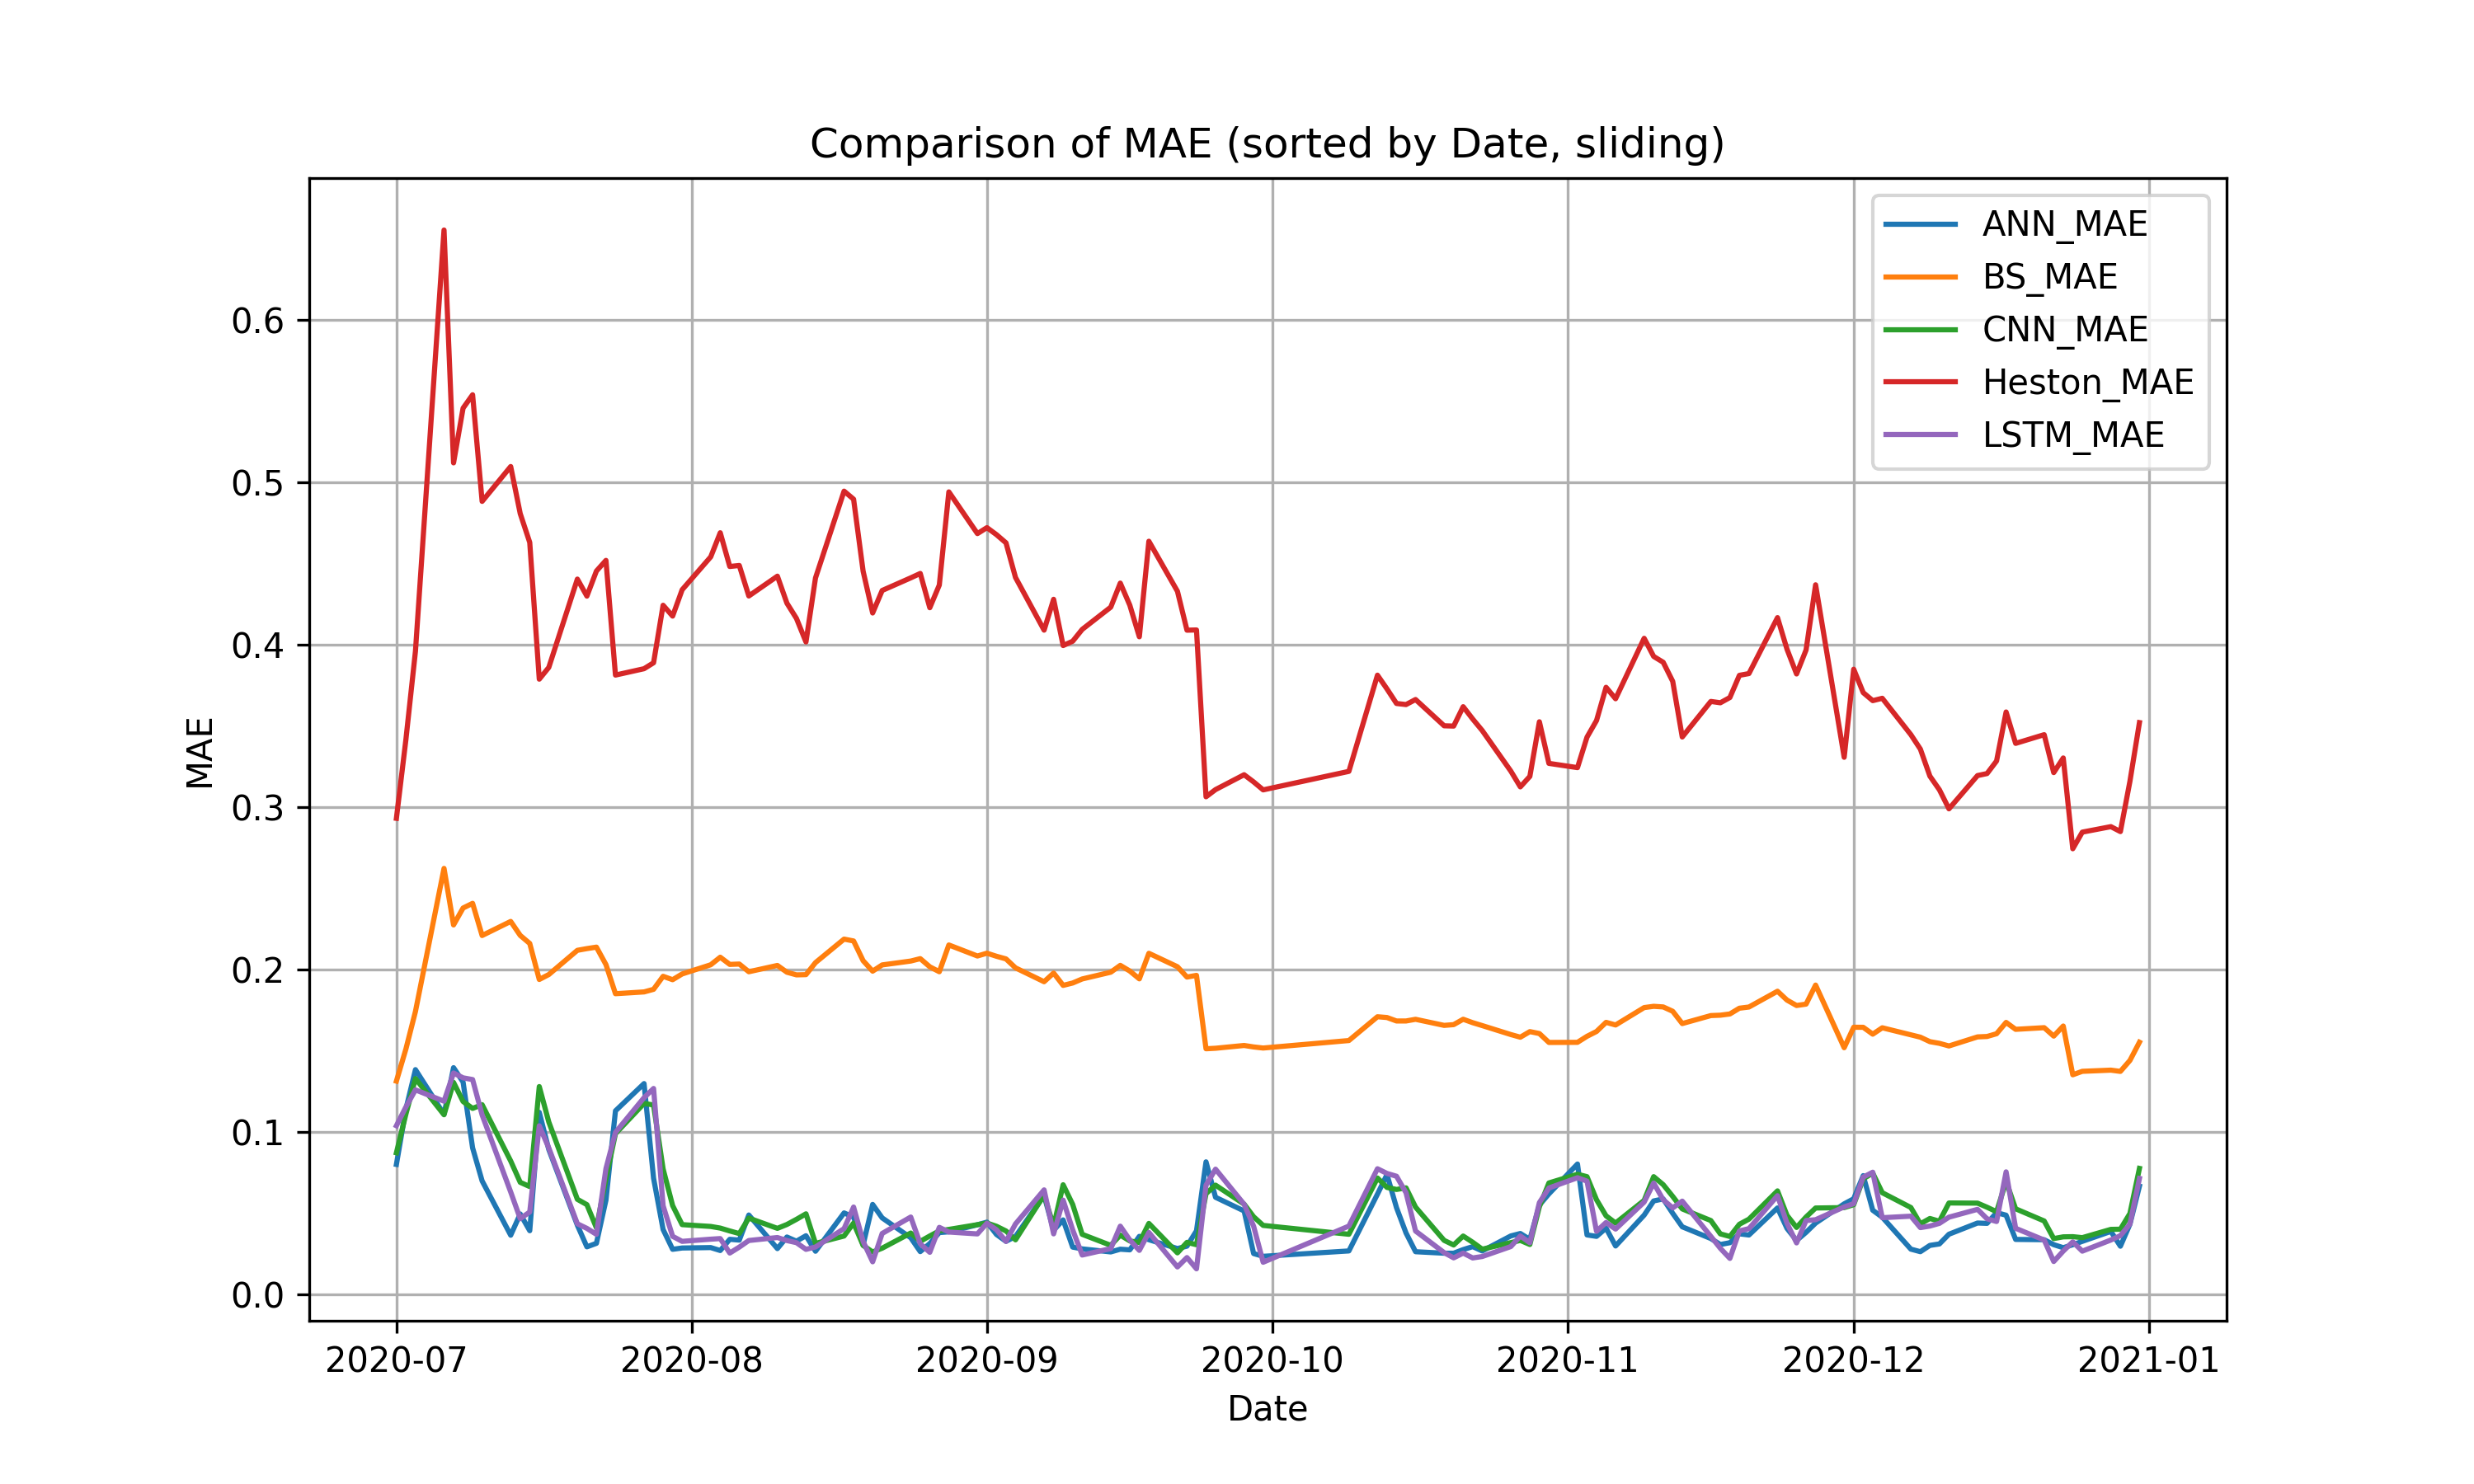 Comparison of MAE (sorted by Date, sliding)
ANN_MAE
BS_MAE
CNN_MAE
Heston_MAE
LSTM_MAE
MAE
0.6
0.5
0.4
0.3
0.2
0.1
0.0
2020-07 2020-08 2020-09 2020-10 2020-11 2020-12 2021-01
Date